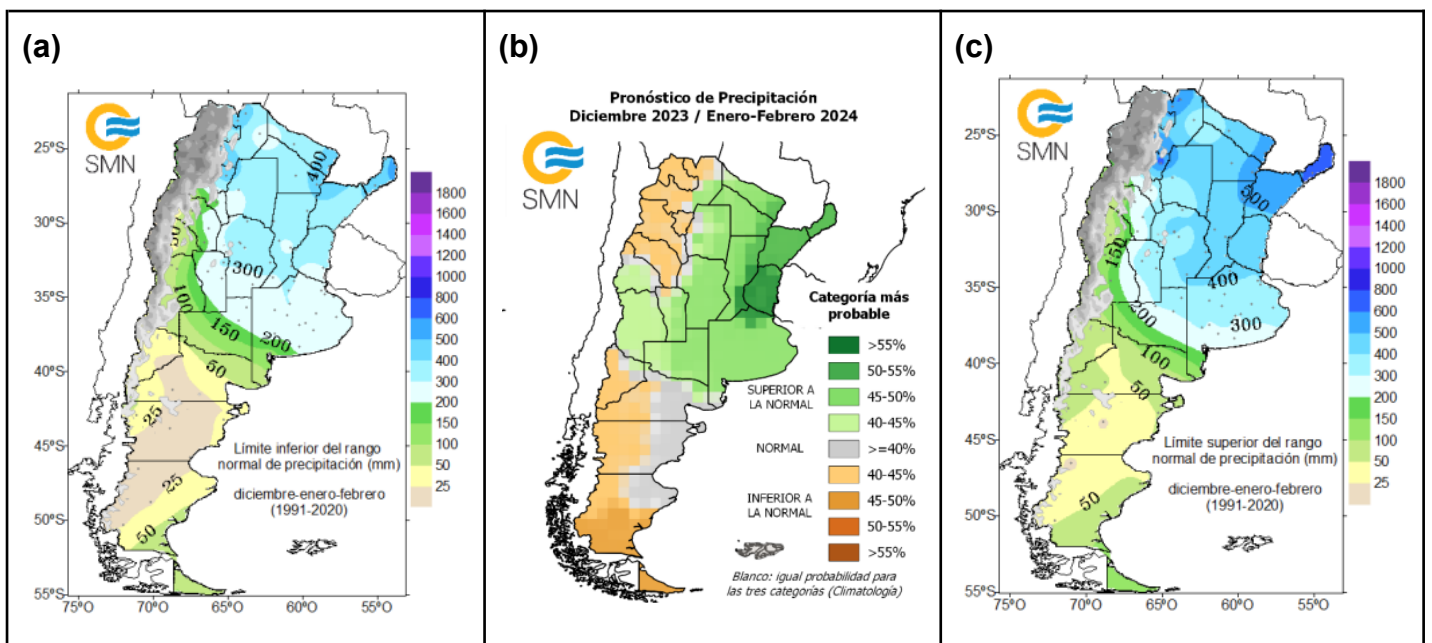 (a)
SMN
25°S
30°S
35°S
40°S
45°S
50°S
55°S
75°O
70°O
65°O
60°O
55°O
400
50
300
100
150
200
50
25
25
50
1800
1600
1400
1200
1000
800
600
500
400
300
200
150
100
50
25
Límite inferior del rango
normal de precipitación (mm)
diciembre-enero-febrero
(1991-2020)
(b)
Pronóstico de Precipitación
Diciembre 2023 / Enero-Febrero 2024
SMN
Categoría más
probable
>55%
50-55%
SUPERIOR A
LA NORMAL
45-50%
40-45%
NORMAL
>=40%
40-45%
INFERIOR A
LA NORMAL
45-50%
50-55%
>55%
Blanco: igual probabilidad para
las tres categorías (Climatología)
(c)
SMN
25°S
30°S
35°S
40°S
45°S
50°S
55°S
75°O
70°O
65°O
60°O
55°O
500
150
400
200
300
100
50
50
1800
1600
1400
1200
1000
800
600
500
400
300
200
150
100
50
25
Límite superior del rango
normal de precipitación (mm)
diciembre-enero-febrero
(1991-2020)